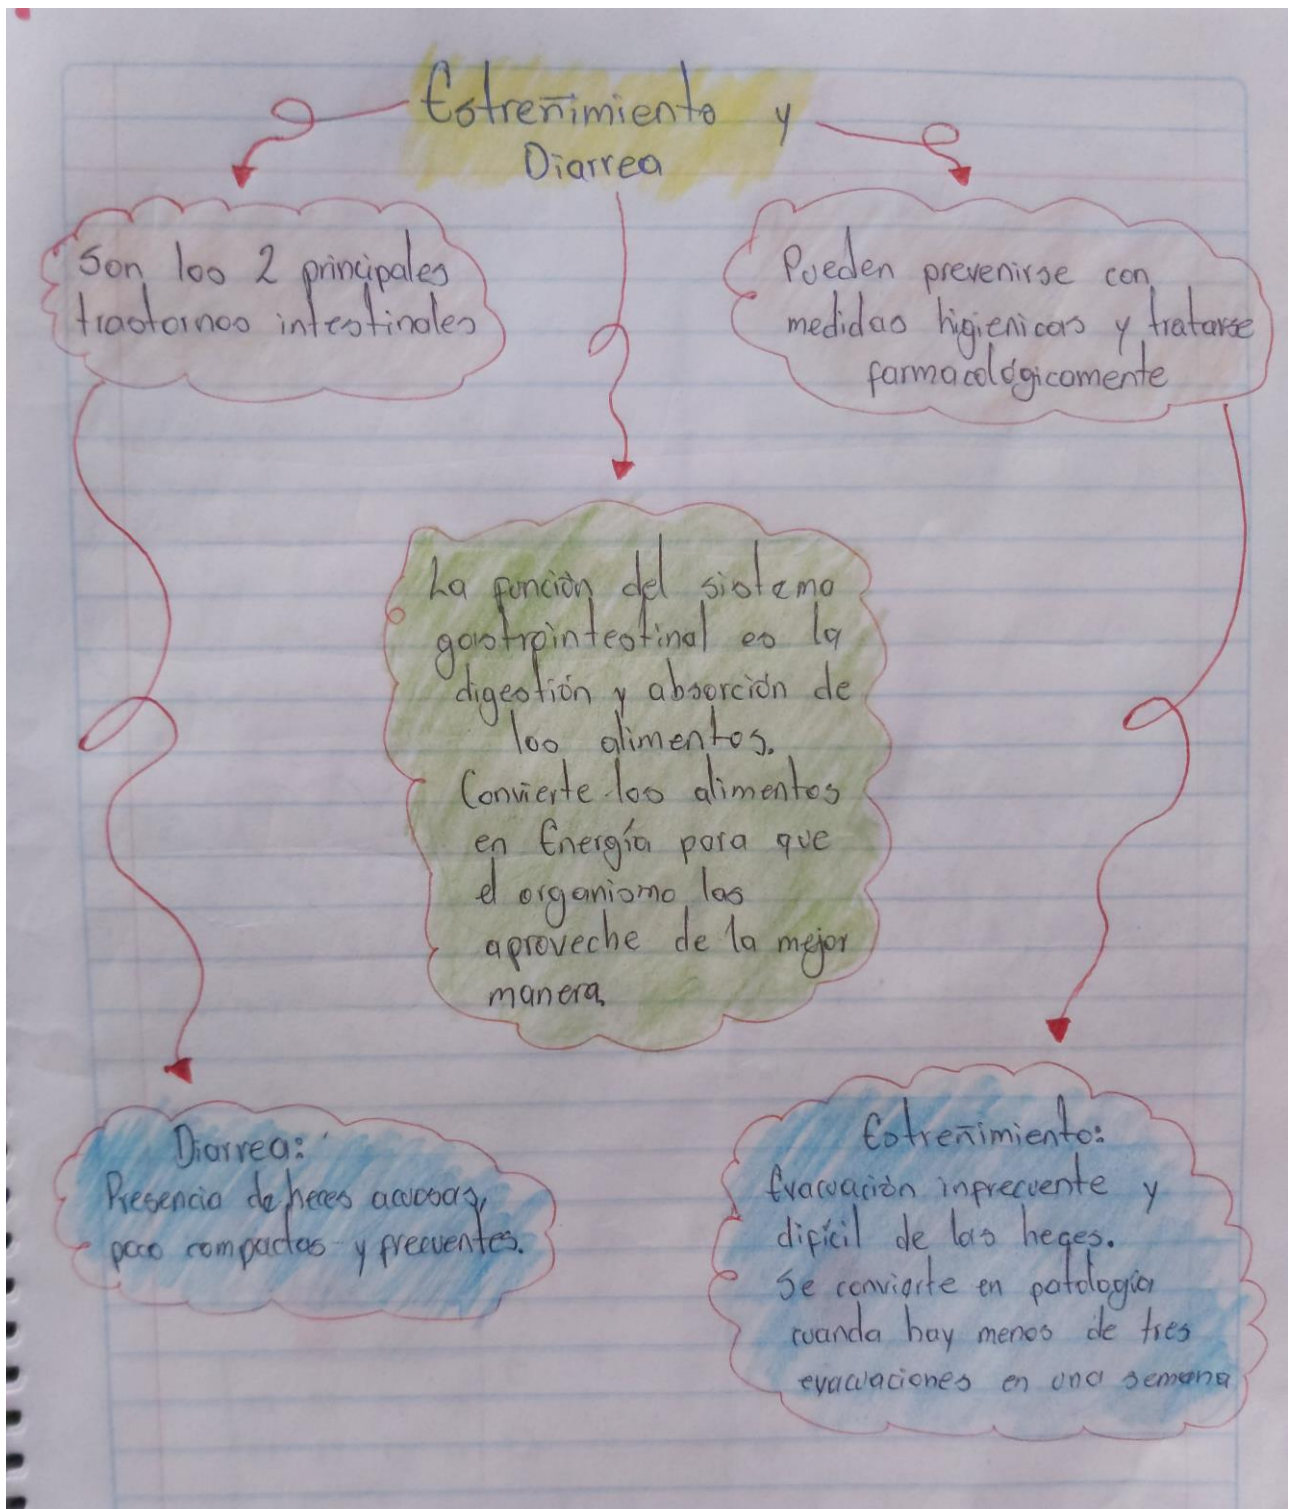 Estreñimiento y
Diarrea
Son los 2 principales
trastornos intestinales
Pueden prevenirse con
medidas higienicas y tratarse
farmacológicamente
La función del sistema
gastrointestinal es la
digestión y absorción de
los alimentos.
Convierte los alimentos
en Energía para que
el organismo las
aproveche de la mejor
manera.
Diarrea:
Presencia de heces acuosas,
poco compactas y frecuentes.
Estreñimiento:
Evacuación infrecuente y
difícil de las heces.
Se convierte en patología
cuando hay menos de tres
evacuaciones en una semana